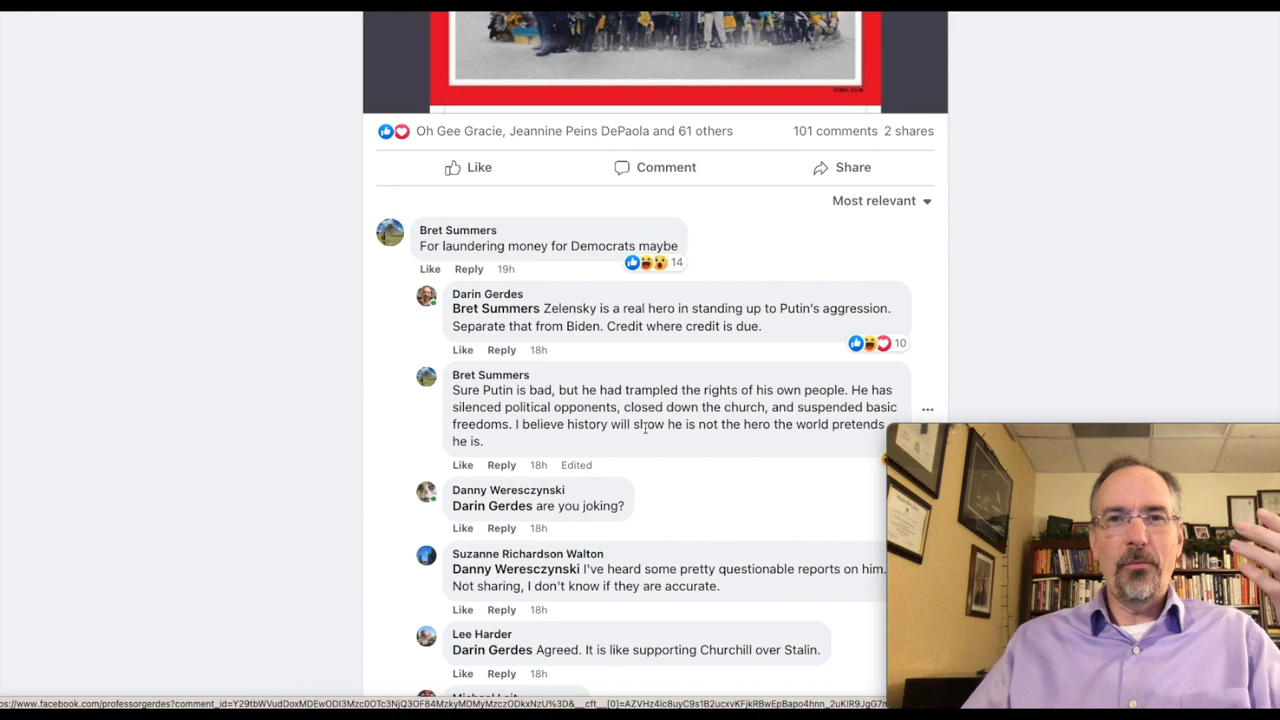 Oh Gee Gracie, Jeannine Peins DePaola and 61 others 101 comments 2 shares
Like Comment Share
Most relevant
Bret Summers
For laundering money for Democrats maybe
14
Like Reply 19h
Darin Gerdes
Bret Summers Zelensky is a real hero in standing up to Putin's aggression.
Separate that from Biden. Credit where credit is due.
10
Like Reply 18h
Bret Summers
Sure Putin is bad, but he had trampled the rights of his own people. He has
silenced political opponents, closed down the church, and suspended basic
freedoms. I believe history will show he is not the hero the world pretends
he is.
Like Reply 18h Edited
Danny Weresczynski
Darin Gerdes are you joking?
Like Reply 18h
Suzanne Richardson Walton
Danny Weresczynski I've heard some pretty questionable reports on him.
Not sharing, I don't know if they are accurate.
Like Reply 18h
Lee Harder
Darin Gerdes Agreed. It is like supporting Churchill over Stalin.
Like Reply 18h